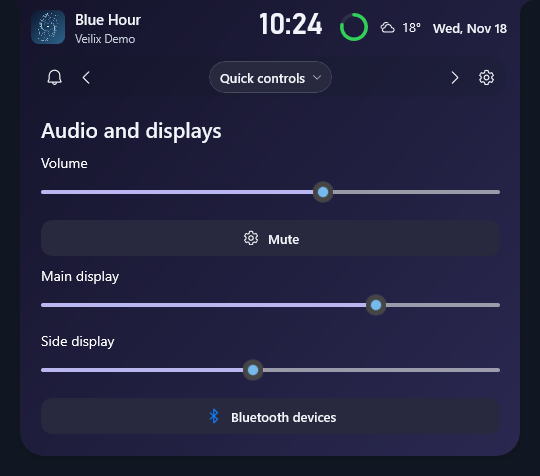 Blue Hour
Veilix Demo
10:24
18°
Wed, Nov 18
Quick controls
Audio and displays
Volume
Mute
Main display
Side display
Bluetooth devices